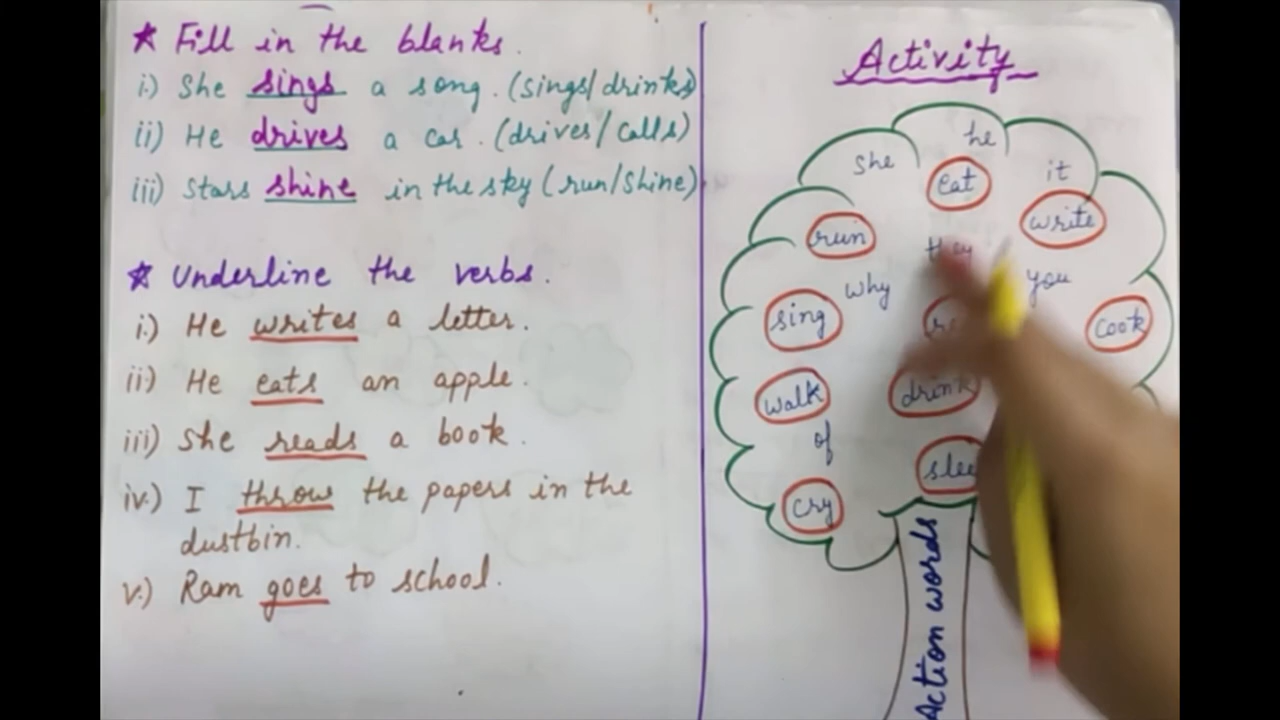 ★ Fill in the blanks.
i.) She sings a song. (sings/drinks)
ii) He drives a car. (drives/calls)
iii) Stars shine in the sky (run/shine)
★ Underline the verbs.
i.) He writes a letter.
ii.) He eats an apple.
iii) She reads a book.
iv.) I throw the papers in the
dustbin.
v.) Ram goes to school.
Activity
he
she
it
eat
write
run
they
you
why
sing
cook
walk
drink
of
cry
Action words